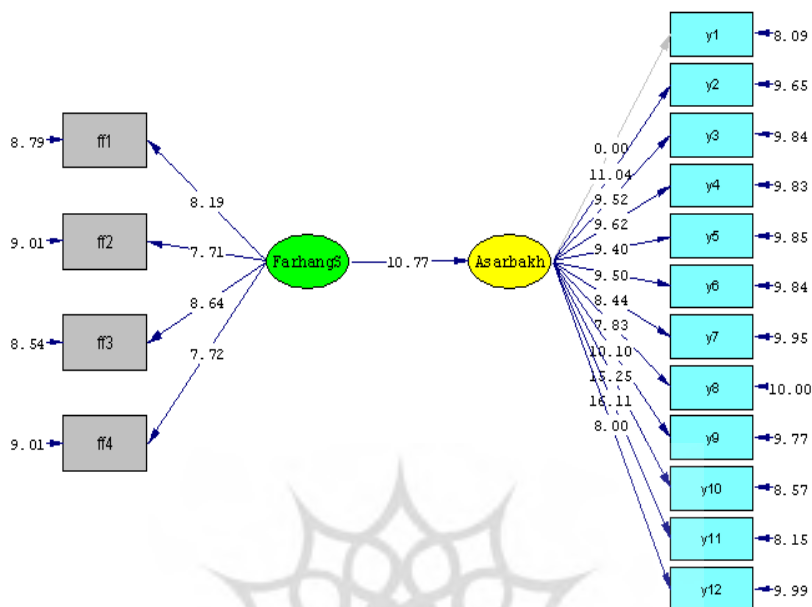 y1
8.09
y2
9.65
y3
9.84
y4
9.83
y5
9.85
y6
9.84
y7
9.95
y8
10.00
y9
9.77
y10
8.57
y11
8.15
y12
9.99
8.79
ff1
9.01
ff2
8.54
ff3
9.01
ff4
8.19
7.71
8.64
7.72
FarhangS
10.77
Asarbakh
0.00
11.04
9.52
9.62
9.40
9.50
8.44
7.83
10.10
15.25
16.11
8.00